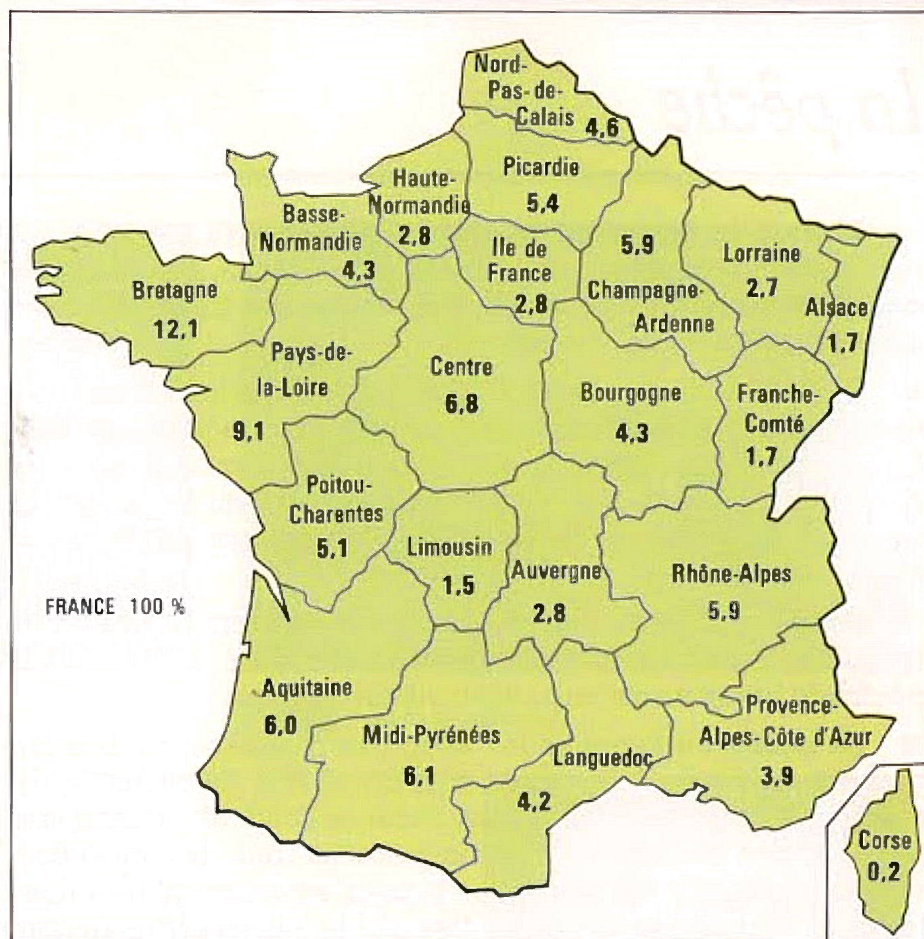 la pêche
Nord-
Pas-de-
Calais 4,6
Picardie
5,4
Haute-
Normandie
2,8
Basse-
Normandie
4,3
Ile de
France
2,8
5,9
Champagne-
Ardenne
Lorraine
2,7
Alsace
1,7
Bretagne
12,1
Pays-de-
la-Loire
9,1
Centre
6,8
Bourgogne
4,3
Franche-
Comté
1,7
Poitou-
Charentes
5,1
Limousin
1,5
Auvergne
2,8
Rhône-Alpes
5,9
FRANCE 100 %
Aquitaine
6,0
Midi-Pyrénées
6,1
Languedoc
4,2
Provence-
Alpes-Côte d'Azur
3,9
Corse
0,2